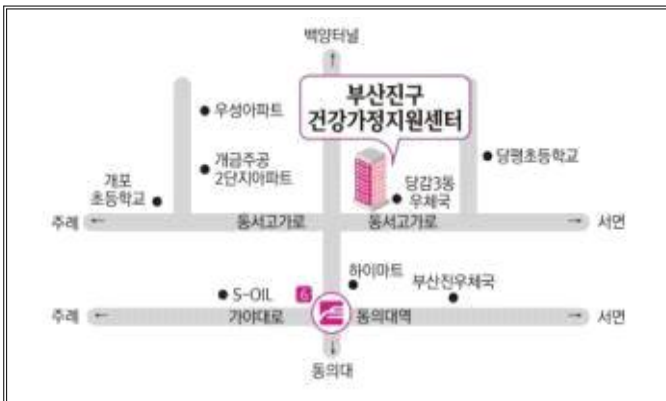 백양터널
↑
부산진구
건강가정지원센터
우성아파트
개금주공
2단지아파트
개포
초등학교
당평초등학교
당감3동
우체국
주례 ← 동서고가로 동서고가로 → 서면
하이마트
부산진우체국
S-OIL
6
주례 ← 가야대로 동의대역 → 서면
↓
동의대